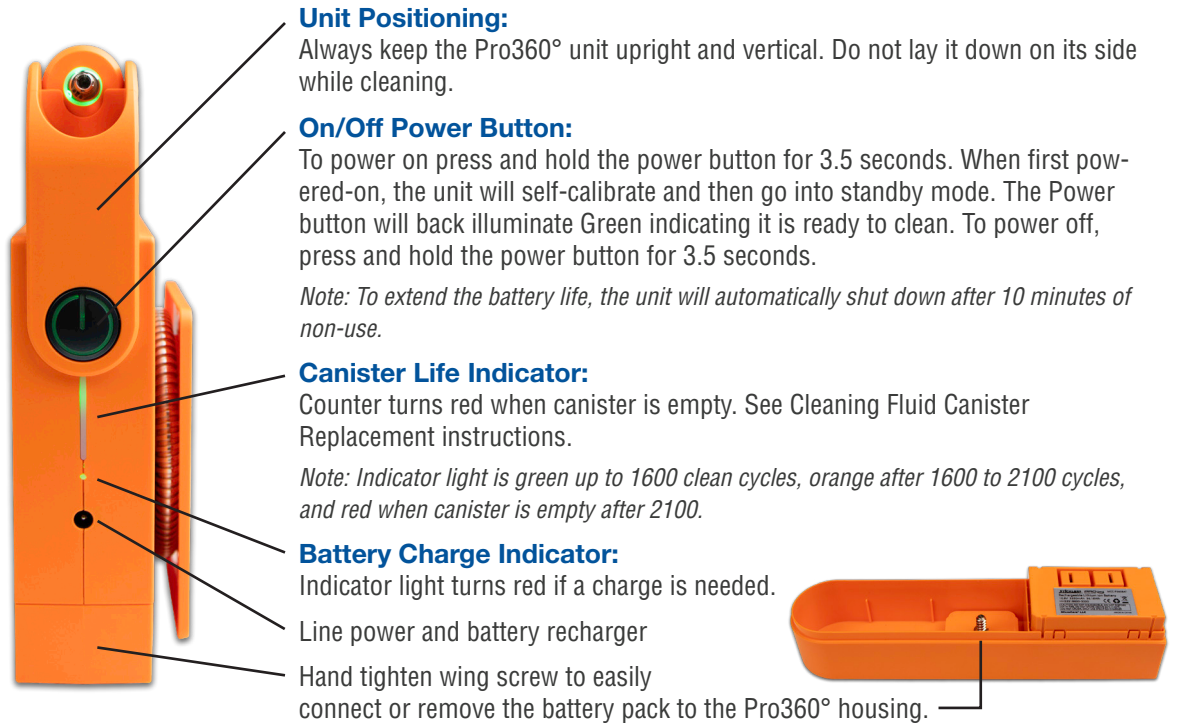 Unit Positioning:
Always keep the Pro360° unit upright and vertical. Do not lay it down on its side
while cleaning.
On/Off Power Button:
To power on press and hold the power button for 3.5 seconds. When first pow-
ered-on, the unit will self-calibrate and then go into standby mode. The Power
button will back illuminate Green indicating it is ready to clean. To power off,
press and hold the power button for 3.5 seconds.
Note: To extend the battery life, the unit will automatically shut down after 10 minutes of
non-use.
Canister Life Indicator:
Counter turns red when canister is empty. See Cleaning Fluid Canister
Replacement instructions.
Note: Indicator light is green up to 1600 clean cycles, orange after 1600 to 2100 cycles,
and red when canister is empty after 2100.
Battery Charge Indicator:
Indicator light turns red if a charge is needed.
Line power and battery recharger
Hand tighten wing screw to easily
connect or remove the battery pack to the Pro360° housing.